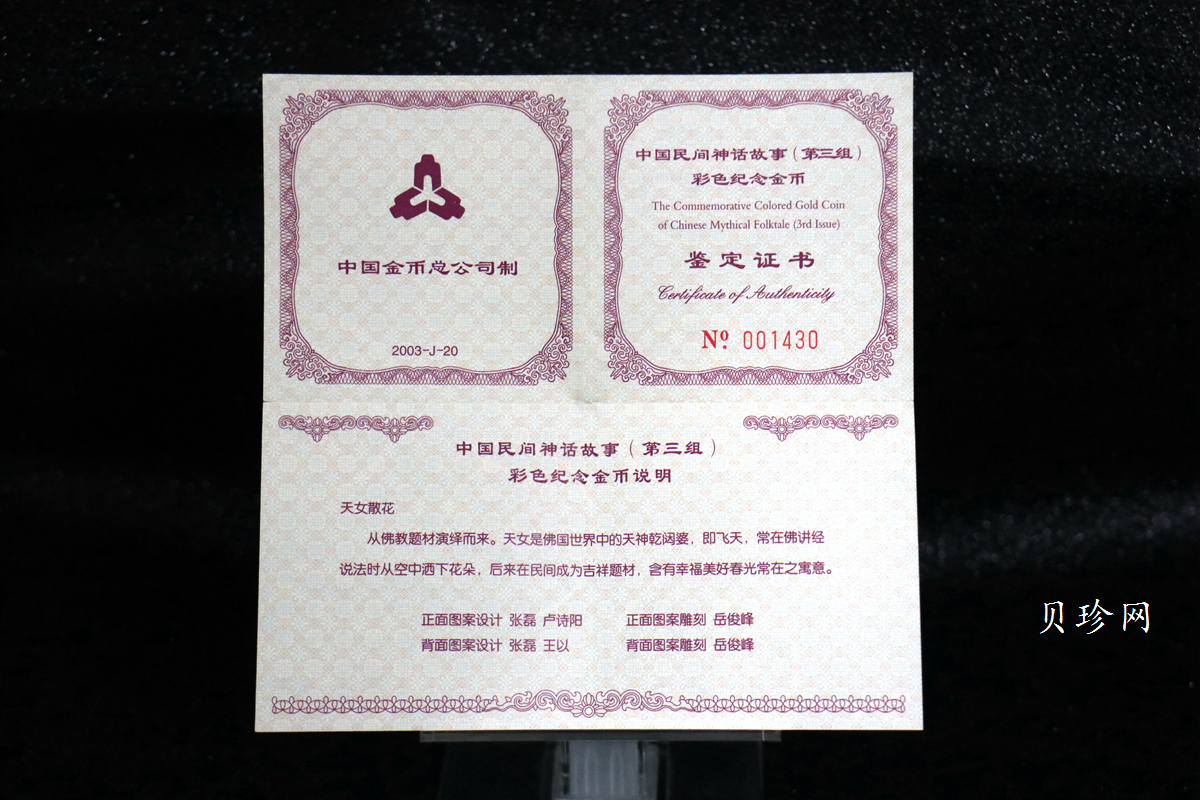 中国金币总公司制
2003-J-20
中国民间神话故事（第三组）
彩色纪念金币
The Commemorative Colored Gold Coin
of Chinese Mythical Folktale (3rd Issue)
鉴定证书
Certificate of Authenticity
Nº 001430
中国民间神话故事（第三组）
彩色纪念金币说明
天女散花
从佛教题材演绎而来。天女是佛国世界中的天神乾闼婆，即飞天，常在佛讲经
说法时从空中洒下花朵，后来在民间成为吉祥题材，含有幸福美好春光常在之寓意。
正面图案设计 张磊 卢诗阳 正面图案雕刻 岳俊峰
背面图案设计 张磊 王以 背面图案雕刻 岳俊峰
贝珍网